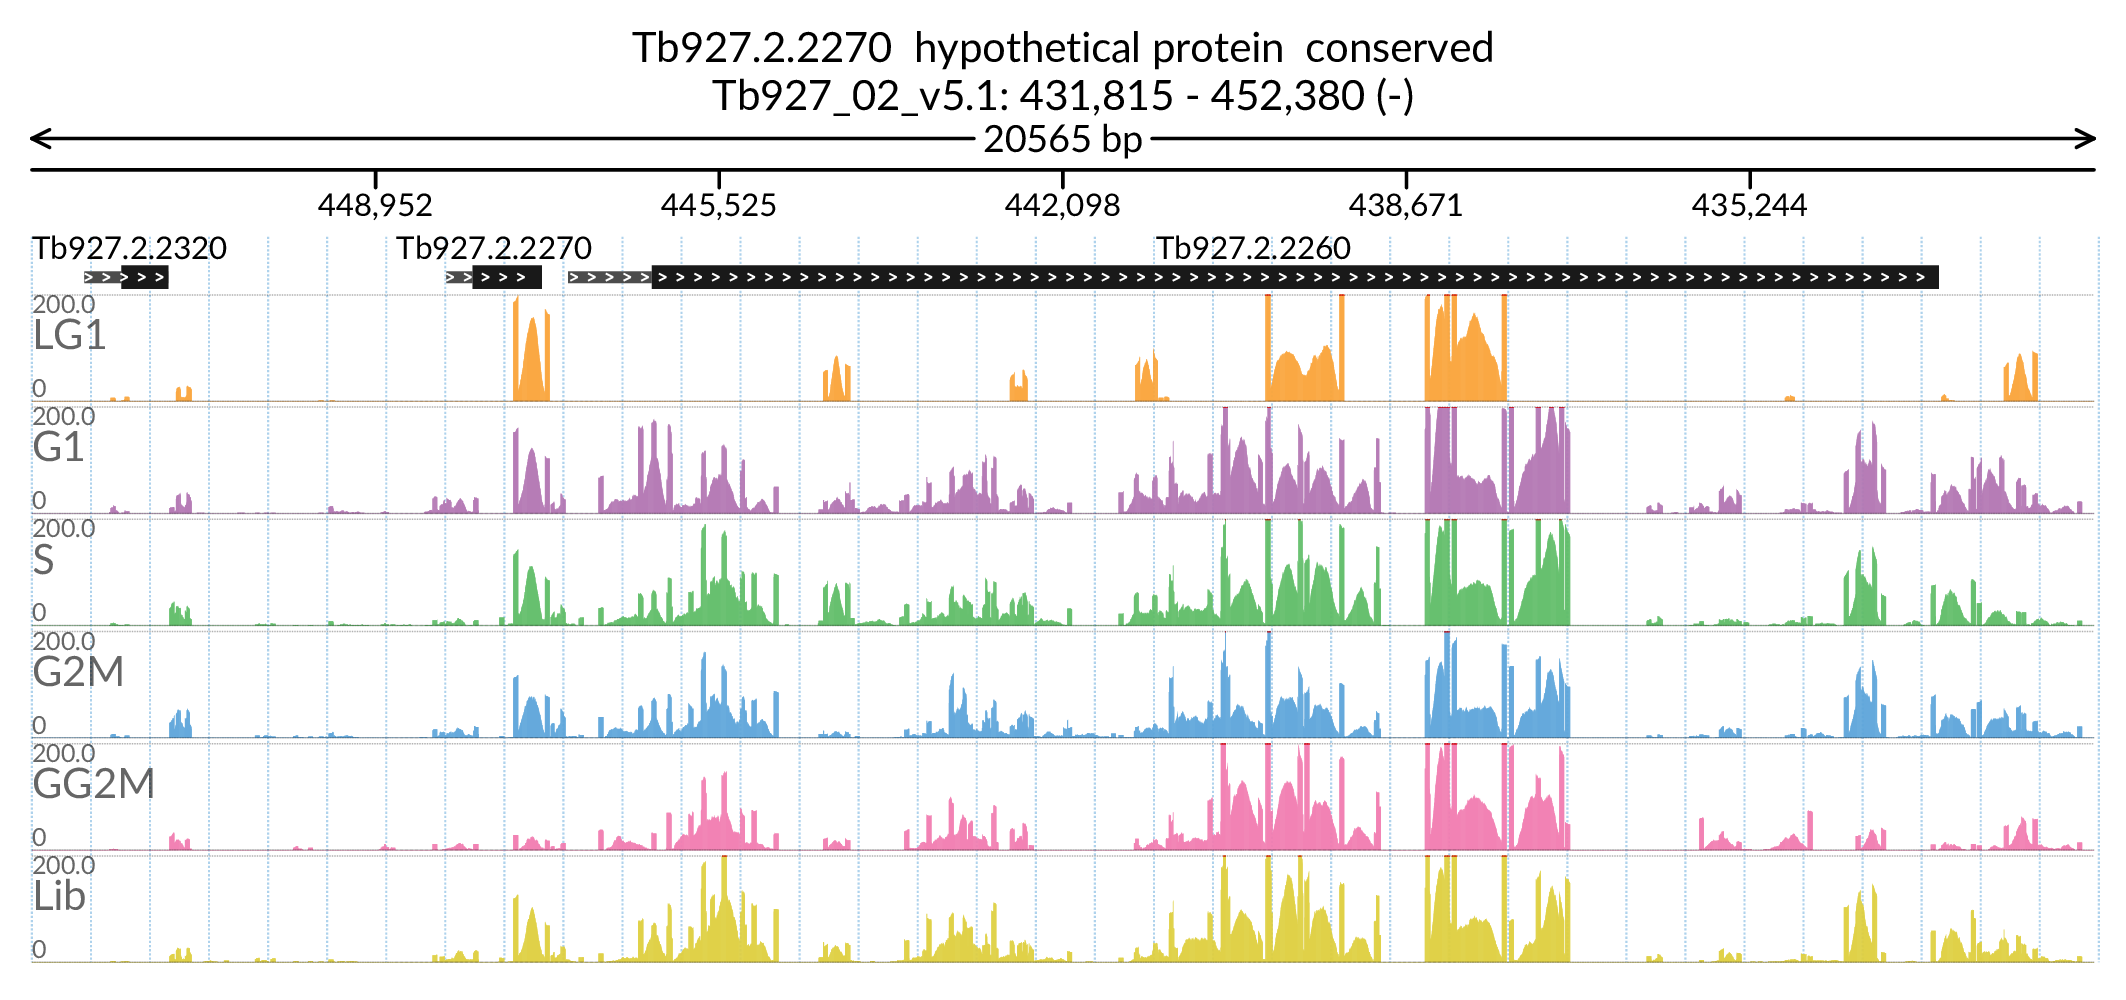 Tb927.2.2270 hypothetical protein conserved
Tb927_02_v5.1: 431,815 - 452,380 (-)
20565 bp
448,952 445,525 442,098 438,671 435,244
Tb927.2.2320 Tb927.2.2270 Tb927.2.2260
200.0
LG1
0
200.0
G1
0
200.0
S
0
200.0
G2M
0
200.0
GG2M
0
200.0
Lib
0